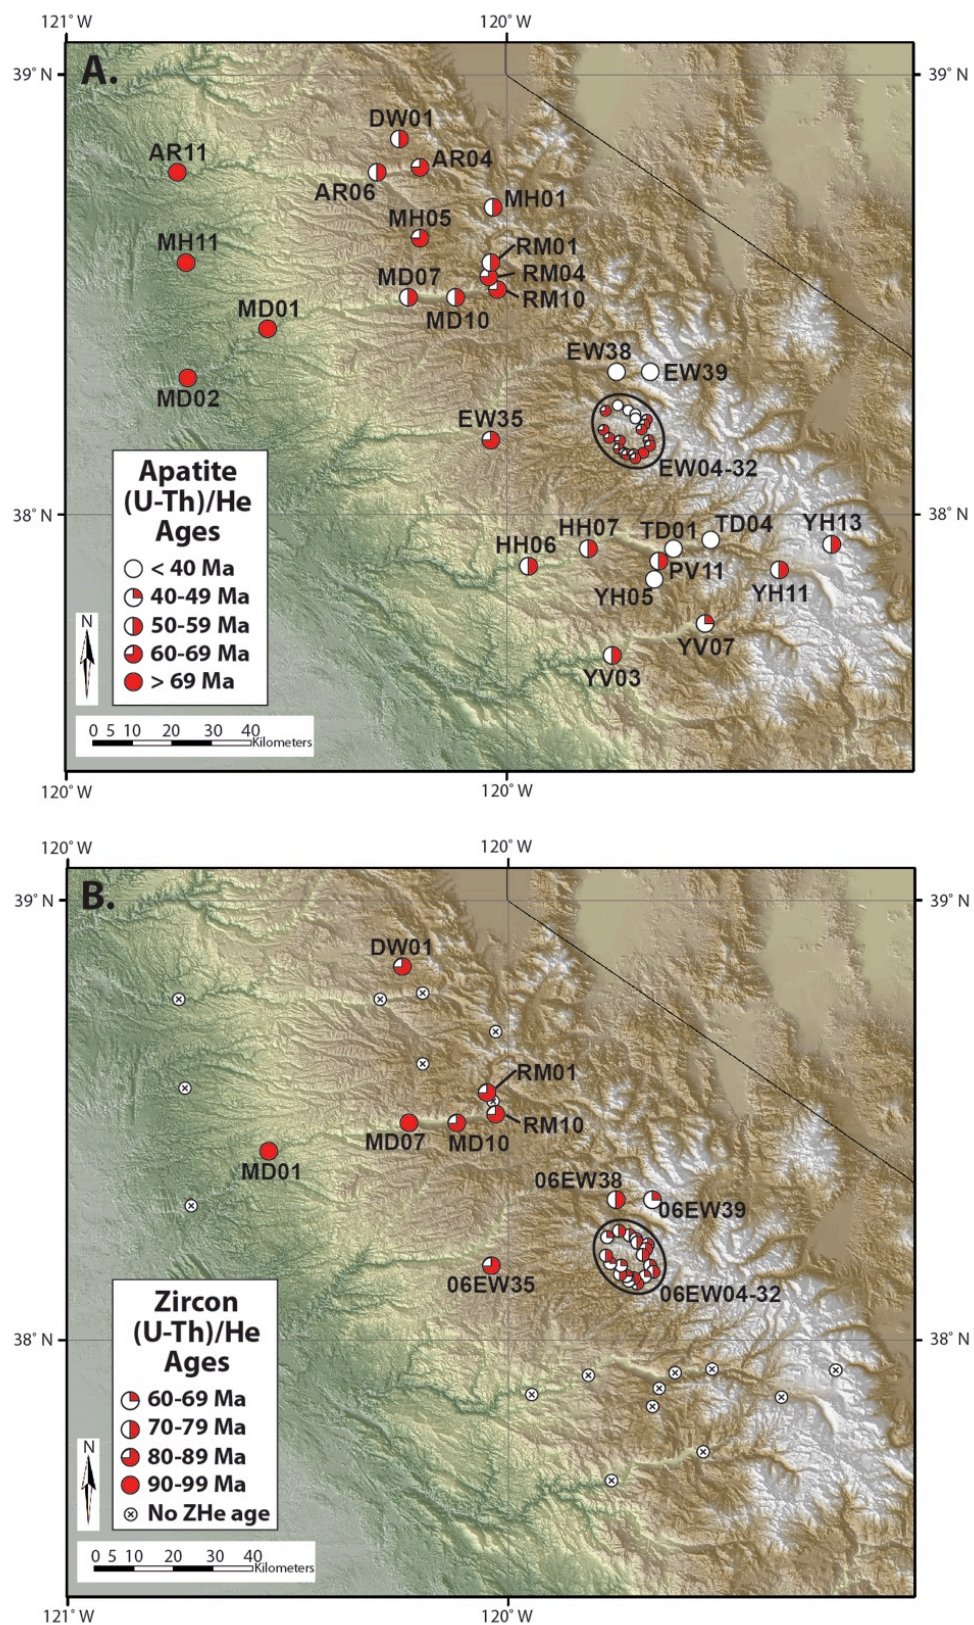 121° W 120° W
A.
39° N 39° N
DW01
AR11 AR04
AR06
MH01
MH05
MH11 RM01
RM04
MD07
RM10
MD01 MD10
EW38
EW39
MD02
EW35
EW04-32
Apatite
(U-Th)/He
Ages
< 40 Ma
40-49 Ma
50-59 Ma
60-69 Ma
> 69 Ma
38° N 38° N
HH07 TD01 TD04 YH13
HH06
PV11
YH05 YH11
YV07
YV03
N
0 5 10 20 30 40
Kilometers
120° W 120° W
120° W 120° W
B.
39° N 39° N
DW01
RM01
RM10
MD07 MD10
MD01
06EW38
06EW39
06EW35
06EW04-32
Zircon
(U-Th)/He
Ages
60-69 Ma
70-79 Ma
80-89 Ma
90-99 Ma
No ZHe age
38° N 38° N
N
0 5 10 20 30 40
Kilometers
121° W 120° W